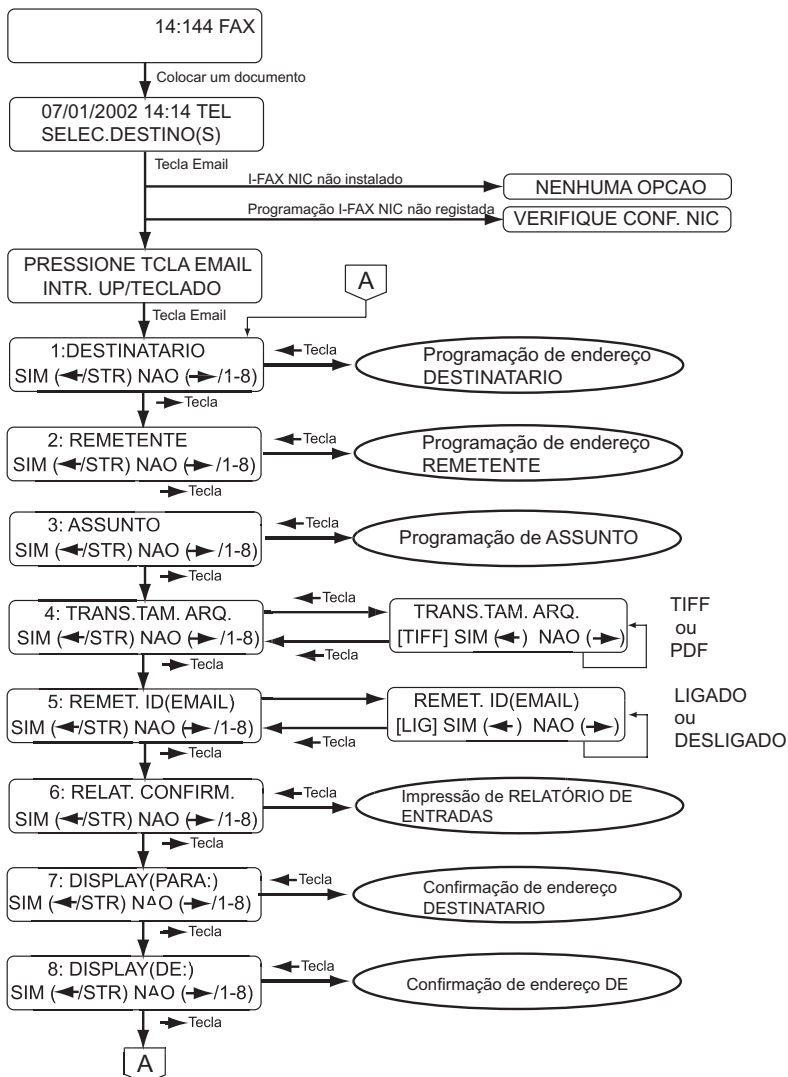 14:144 FAX
Colocar um documento
07/01/2002 14:14 TEL
SELEC.DESTINO(S)
Tecla Email
I-FAX NIC não instalado
NENHUMA OPCAO
Programação I-FAX NIC não registada
VERIFIQUE CONF. NIC
PRESSIONE TCLA EMAIL
INTR. UP/TECLADO
A
Tecla Email
1:DESTINATARIO
SIM (←/STR) NAO (→/1-8)
←Tecla
Programação de endereço
DESTINATARIO
→Tecla
2: REMETENTE
SIM (←/STR) NAO (→/1-8)
←Tecla
Programação de endereço
REMETENTE
→Tecla
3: ASSUNTO
SIM (←/STR) NAO (→/1-8)
←Tecla
Programação de ASSUNTO
→Tecla
4: TRANS.TAM. ARQ.
SIM (←/STR) NAO (→/1-8)
←Tecla
←Tecla
TRANS.TAM. ARQ.
[TIFF] SIM (←) NAO (→)
TIFF
ou
PDF
→Tecla
5: REMET. ID(EMAIL)
SIM (←/STR) NAO (→/1-8)
←Tecla
REMET. ID(EMAIL)
[LIG] SIM (←) NAO (→)
LIGADO
ou
DESLIGADO
→Tecla
6: RELAT. CONFIRM.
SIM (←/STR) NAO (→/1-8)
←Tecla
Impressão de RELATÓRIO DE
ENTRADAS
→Tecla
7: DISPLAY(PARA:)
SIM (←/STR) NAO (→/1-8)
←Tecla
Confirmação de endereço
DESTINATARIO
→Tecla
8: DISPLAY(DE:)
SIM (←/STR) NAO (→/1-8)
←Tecla
Confirmação de endereço DE
→Tecla
A